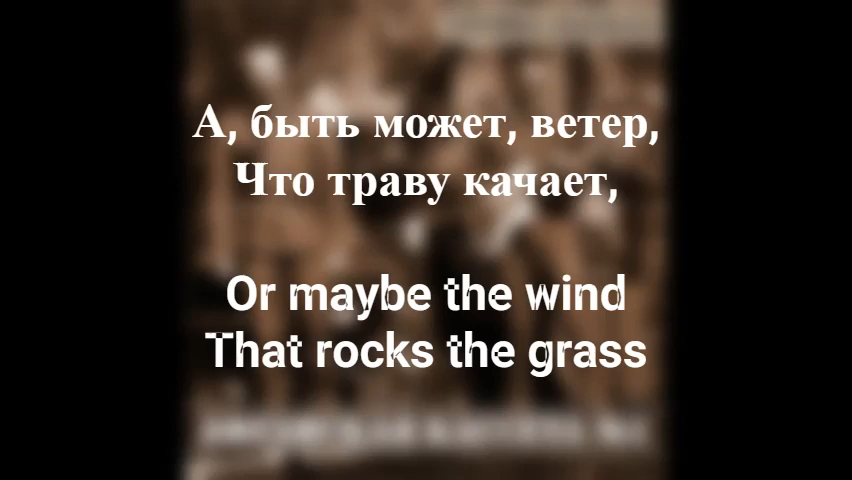 А, быть может, ветер,
Что траву качает,
Or maybe the wind
That rocks the grass